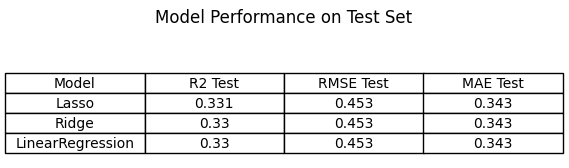 Model Performance on Test Set
Model R2 Test RMSE Test MAE Test
Lasso 0.331 0.453 0.343
Ridge 0.33 0.453 0.343
LinearRegression 0.33 0.453 0.343